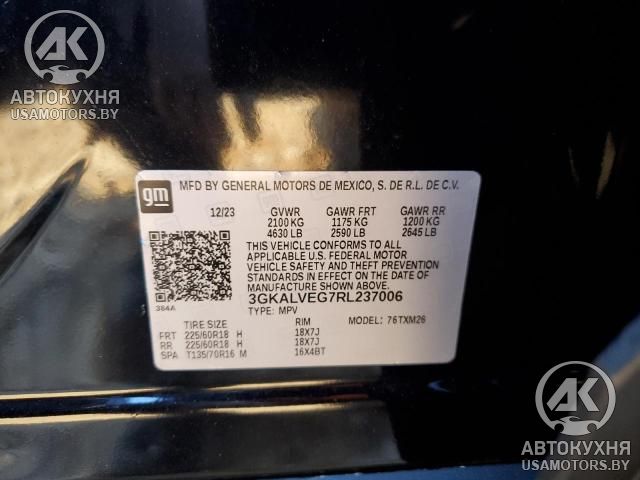 АК
АВТОКУХНЯ
USAMOTORS.BY
gm
MFD BY GENERAL MOTORS DE MEXICO, S. DE R.L. DE C.V.
12/23 GVWR GAWR FRT GAWR RR
2100 KG 1175 KG 1200 KG
4630 LB 2590 LB 2645 LB
THIS VEHICLE CONFORMS TO ALL
APPLICABLE U.S. FEDERAL MOTOR
VEHICLE SAFETY AND THEFT PREVENTION
STANDARDS IN EFFECT ON THE DATE OF
MANUFACTURE SHOWN ABOVE.
3GKALVEG7RL237006
384A TYPE: MPV
TIRE SIZE RIM MODEL: 76TXM26
FRT 225/60R18 H 18X7J
RR 225/60R18 H 18X7J
SPA T135/70R16 M 16X4BT
АК
АВТОКУХНЯ
USAMOTORS.BY